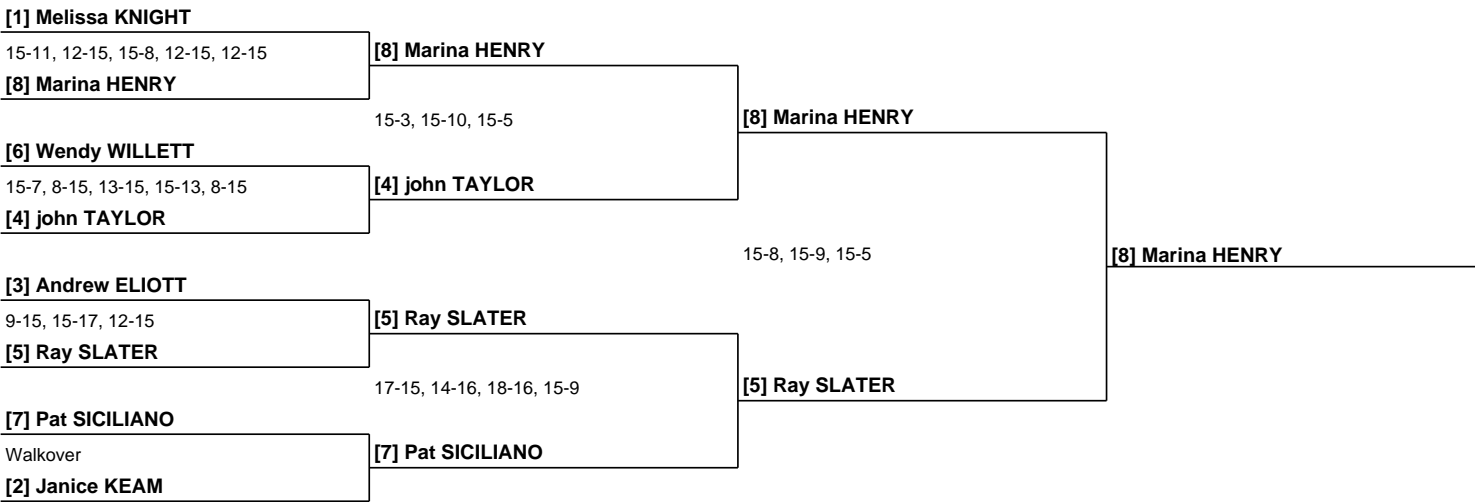 [1] Melissa KNIGHT
15-11, 12-15, 15-8, 12-15, 12-15
[8] Marina HENRY
[8] Marina HENRY
15-3, 15-10, 15-5
[8] Marina HENRY
[6] Wendy WILLETT
15-7, 8-15, 13-15, 15-13, 8-15
[4] john TAYLOR
[4] john TAYLOR
15-8, 15-9, 15-5
[8] Marina HENRY
[3] Andrew ELIOTT
9-15, 15-17, 12-15
[5] Ray SLATER
[5] Ray SLATER
17-15, 14-16, 18-16, 15-9
[5] Ray SLATER
[7] Pat SICILIANO
Walkover
[7] Pat SICILIANO
[2] Janice KEAM